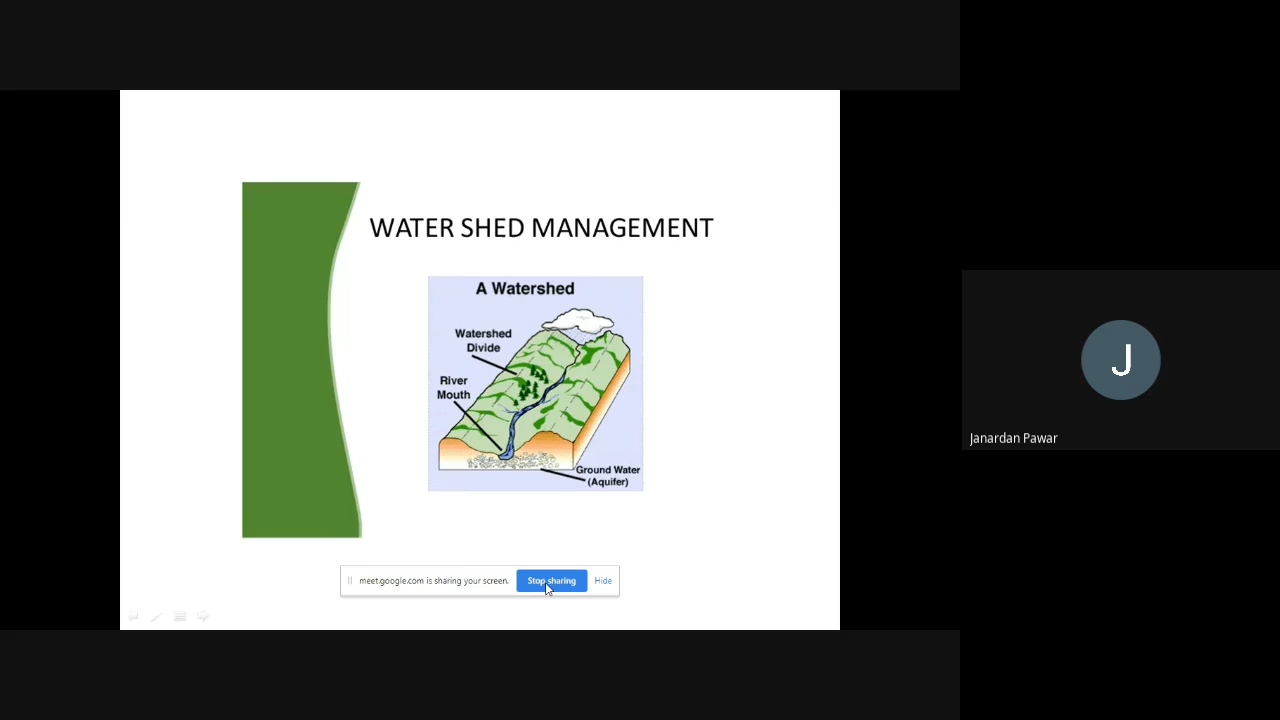 WATER SHED MANAGEMENT
A Watershed
Watershed
Divide
River
Mouth
Ground Water
(Aquifer)
meet.google.com is sharing your screen.
Stop sharing
Hide
J
Janardan Pawar